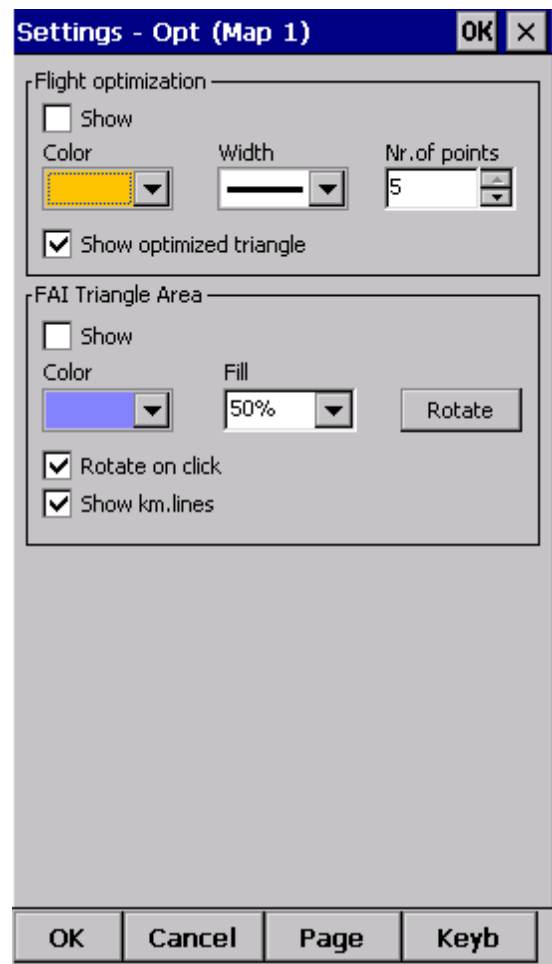 Settings - Opt (Map 1) OK
Flight optimization
Show
Color Width Nr.of points
5
Show optimized triangle
FAI Triangle Area
Show
Color Fill
50% Rotate
Rotate on click
Show km.lines
OK Cancel Page Keyb